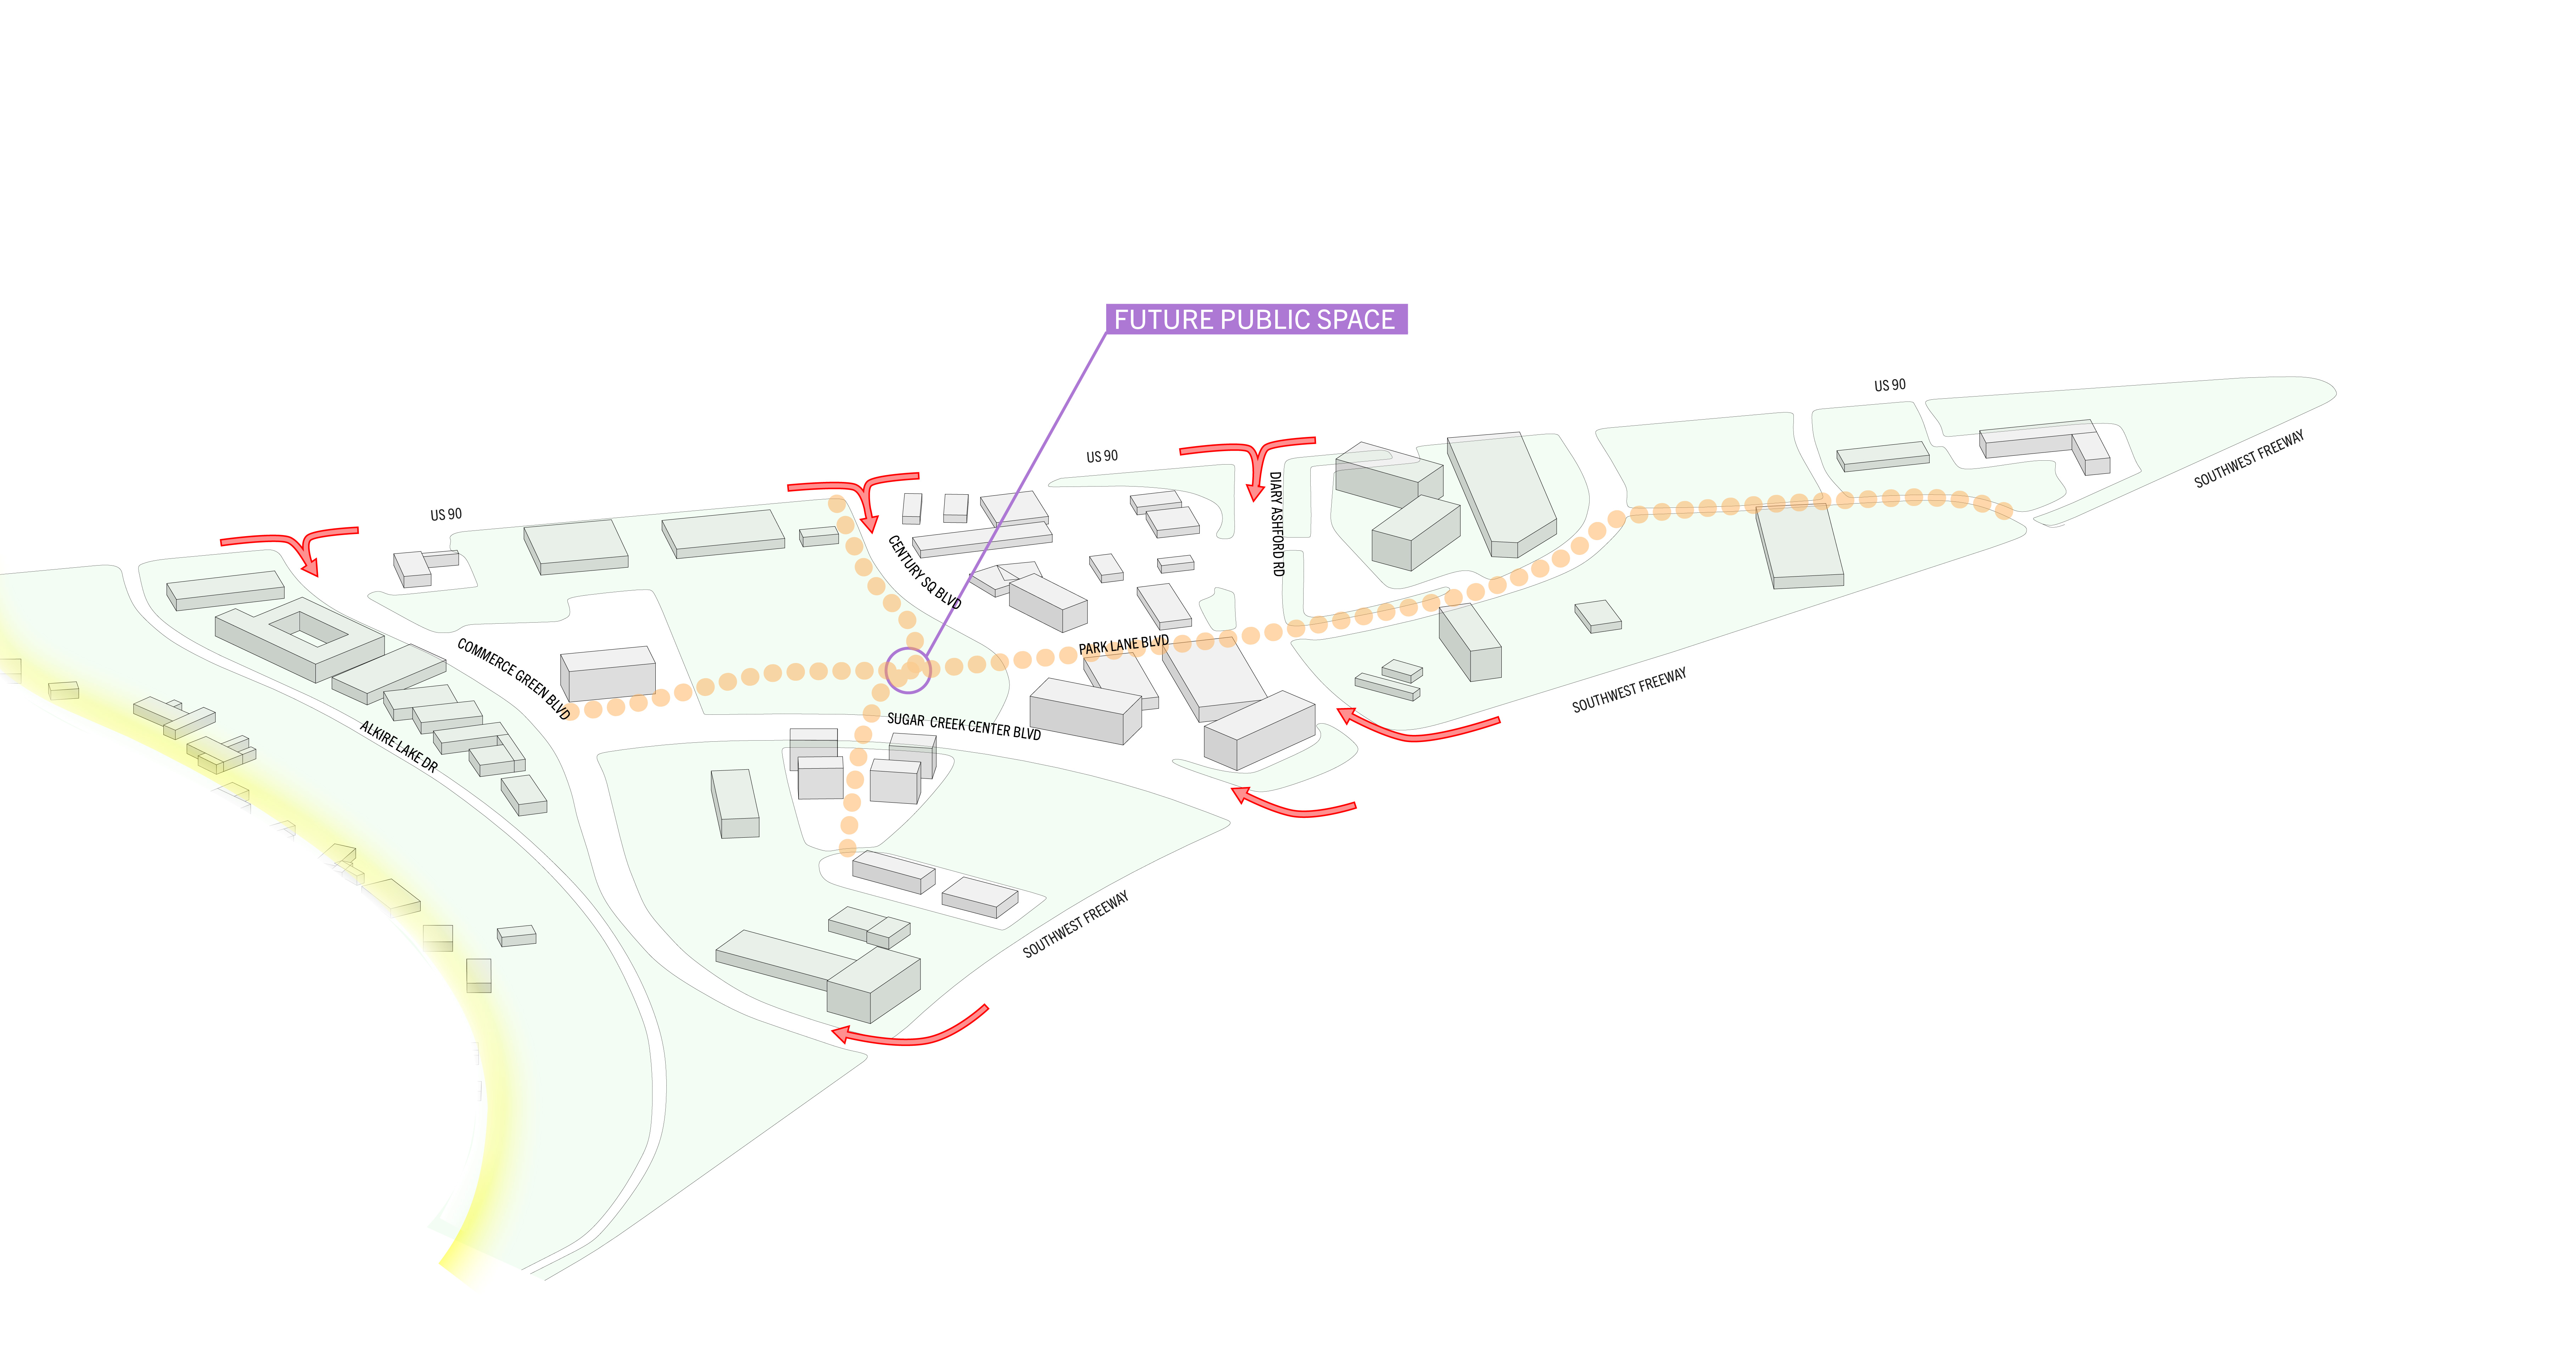 FUTURE PUBLIC SPACE
US 90
SOUTHWEST FREEWAY
US 90
DIARY ASHFORD RD
US 90
CENTURY SQ BLVD
PARK LANE BLVD
COMMERCE GREEN BLVD
SOUTHWEST FREEWAY
SUGAR CREEK CENTER BLVD
ALKIRE LAKE DR
SOUTHWEST FREEWAY